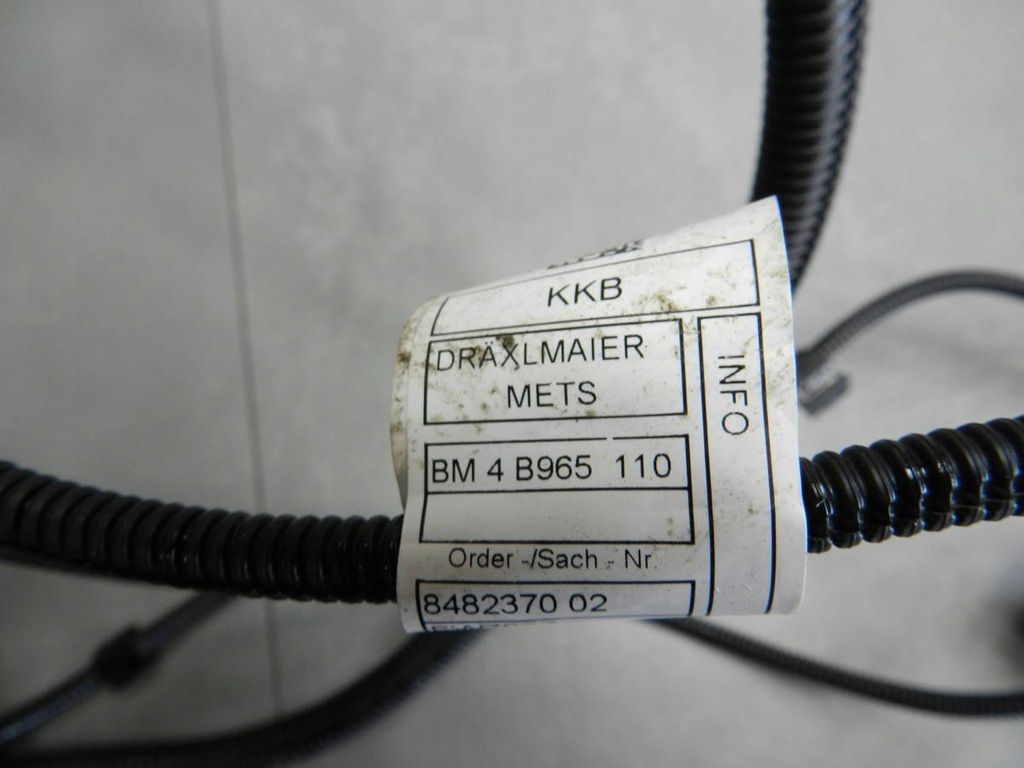 KKB
DRÄXLMAIER
METS
INFO
BM 4 B965 110
Order -/Sach - Nr.
8482370 02